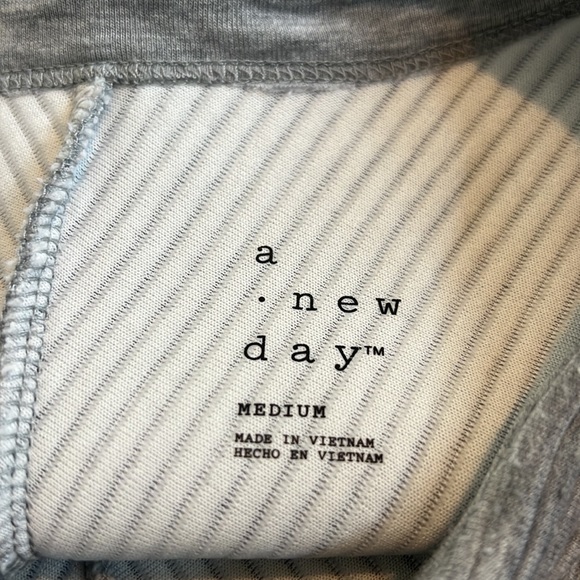 a
· new
day™
MEDIUM
MADE IN VIETNAM
HECHO EN VIETNAM